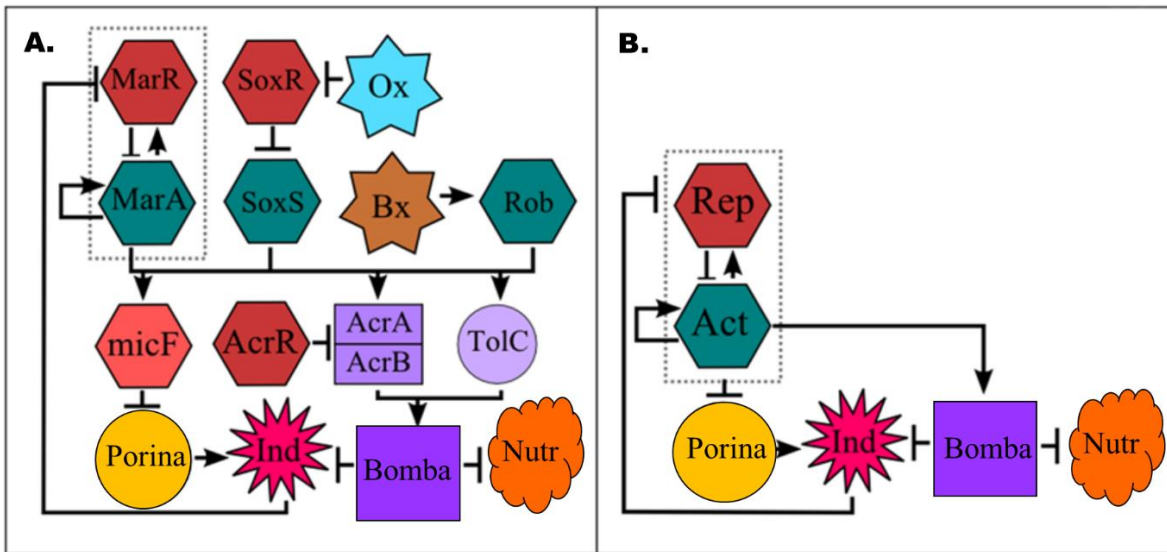 A.
MarR
SoxR
Ox
MarA
SoxS
Bx
Rob
micF
AcrR
AcrA
AcrB
TolC
Porina
Ind
Bomba
Nutr
B.
Rep
Act
Porina
Ind
Bomba
Nutr